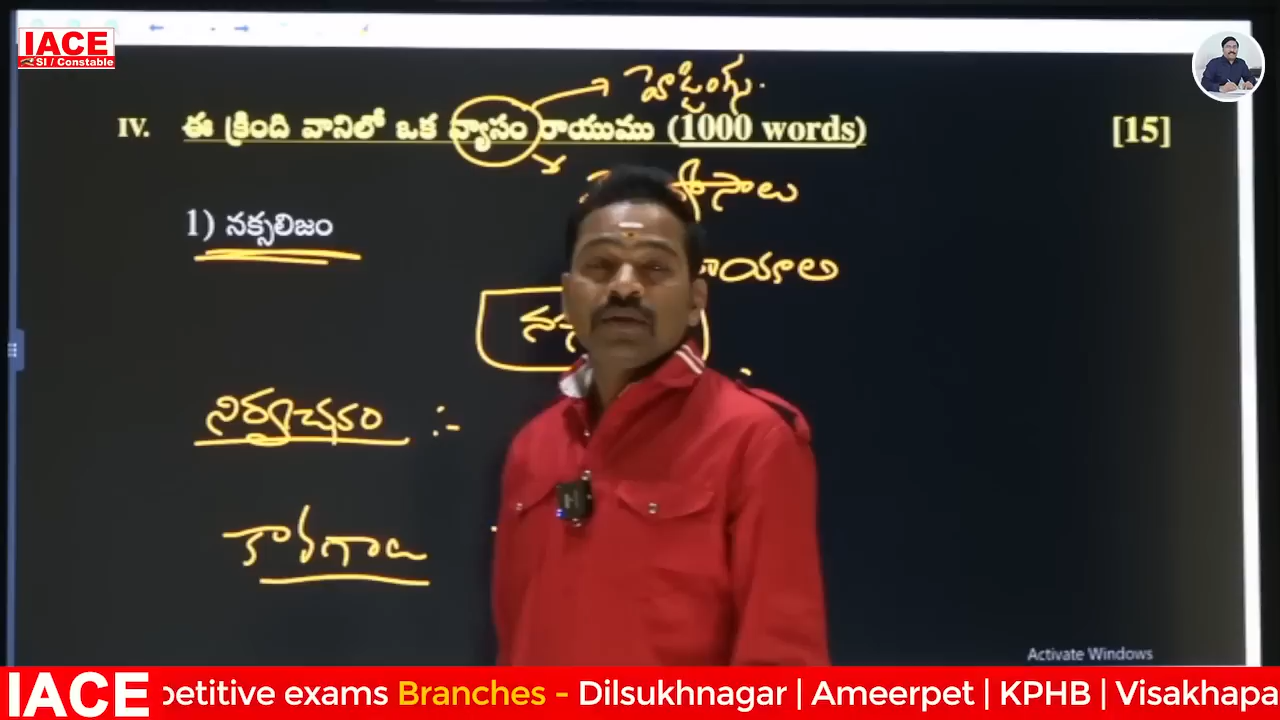 IACE
SI / Constable
హెడ్డింగ్స్.
IV. ఈ క్రింది వానిలో ఒక వ్యాసం రాయుము (1000 words) [15]
1) నక్సలిజం
నిర్వచనం :-
కారణాలు
Activate Windows
IACE petitive exams Branches - Dilsukhnagar | Ameerpet | KPHB | Visakhapa